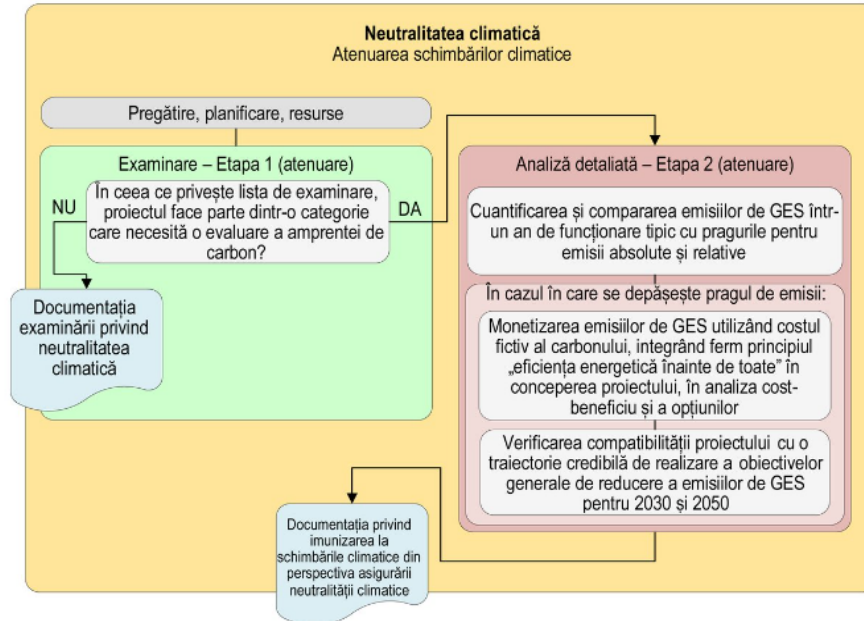 Neutralitatea climatică
Atenuarea schimbărilor climatice
Pregătire, planificare, resurse
Examinare – Etapa 1 (atenuare)
În ceea ce privește lista de examinare,
proiectul face parte dintr-o categorie
care necesită o evaluare a amprentei de
carbon?
NU
DA
Documentația
examinării privind
neutralitatea
climatică
Analiză detaliată – Etapa 2 (atenuare)
Cuantificarea și compararea emisiilor de GES într-
un an de funcționare tipic cu pragurile pentru
emisii absolute și relative
În cazul în care se depășește pragul de emisii:
Monetizarea emisiilor de GES utilizând costul
fictiv al carbonului, integrând ferm principiul
„eficiența energetică înainte de toate” în
conceperea proiectului, în analiza cost-
beneficiu și a opțiunilor
Verificarea compatibilității proiectului cu o
traiectorie credibilă de realizare a obiectivelor
generale de reducere a emisiilor de GES
pentru 2030 și 2050
Documentația privind
imunizarea la
schimbările climatice din
perspectiva asigurării
neutralității climatice